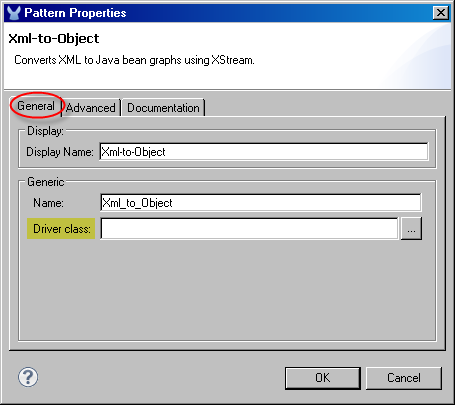 Pattern Properties
Xml-to-Object
Converts XML to Java bean graphs using XStream.
General Advanced Documentation
Display:
Display Name: Xml-to-Object
Generic
Name: Xml_to_Object
Driver class: ...
?
OK Cancel